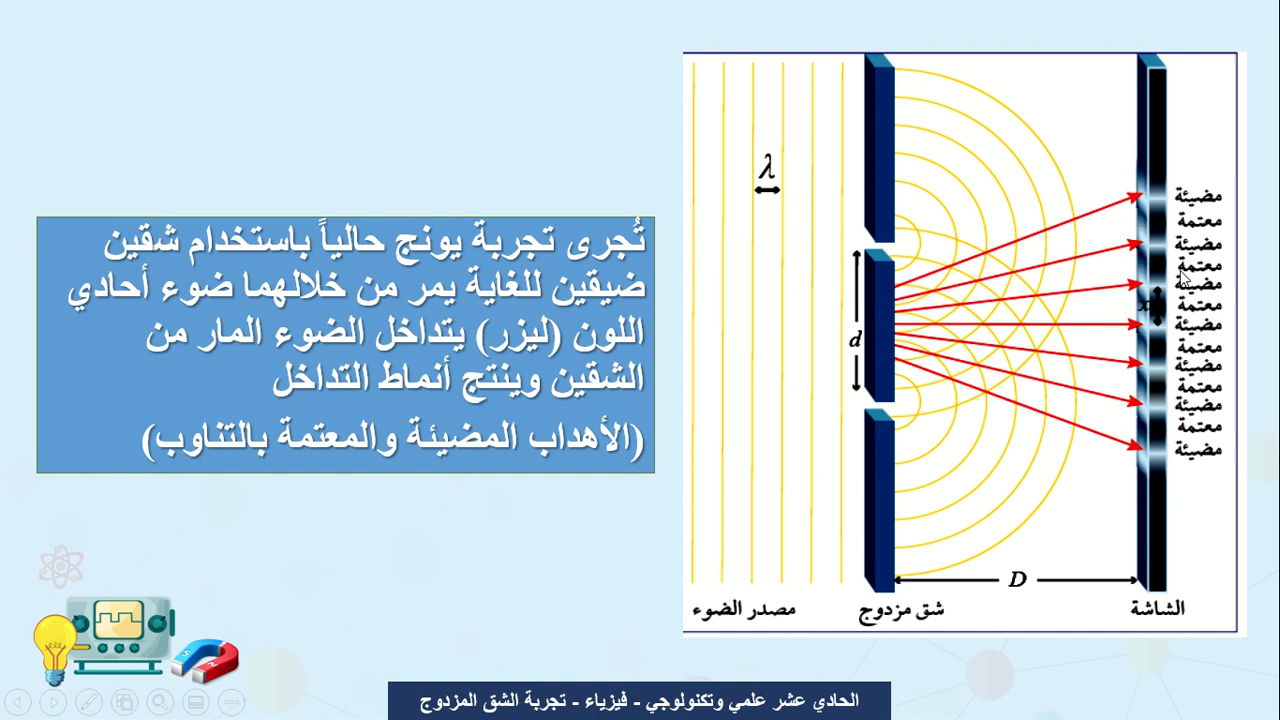 تُجرى تجربة يونج حالياً باستخدام شقين
ضيقين للغاية يمر من خلالهما ضوء أحادي
اللون (ليزر) يتداخل الضوء المار من
الشقين وينتج أنماط التداخل
(الأهداب المضيئة والمعتمة بالتناوب)
λ
d
D
x
مضيئة
معتمة
مضيئة
معتمة
مضيئة
معتمة
مضيئة
معتمة
مضيئة
معتمة
مضيئة
معتمة
مضيئة
الشاشة
شق مزدوج
مصدر الضوء
الحادي عشر علمي وتكنولوجي - فيزياء - تجربة الشق المزدوج